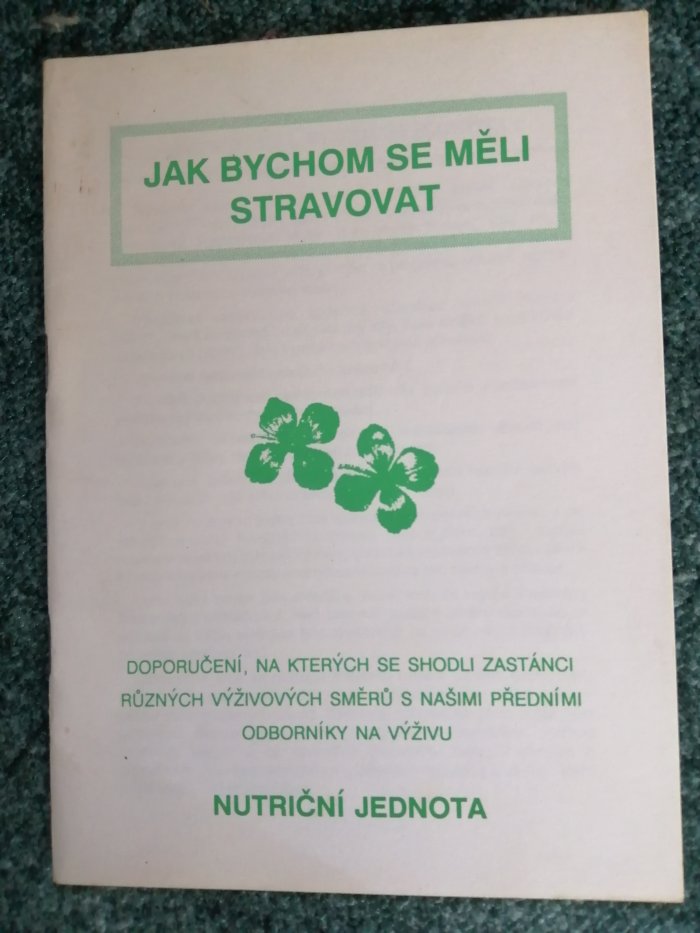 JAK BYCHOM SE MĚLI
STRAVOVAT
DOPORUČENÍ, NA KTERÝCH SE SHODLI ZASTÁNCI
RŮZNÝCH VÝŽIVOVÝCH SMĚRŮ S NAŠIMI PŘEDNÍMI
ODBORNÍKY NA VÝŽIVU
NUTRIČNÍ JEDNOTA